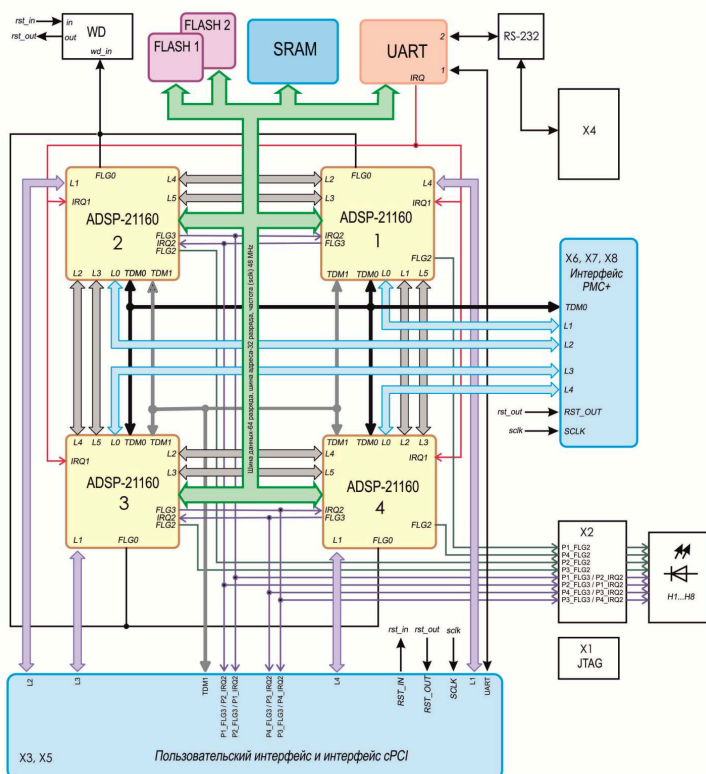 rst_in
rst_out
in
out
WD
wd_in
FLASH 1
FLASH 2
SRAM
UART
IRQ
2
1
RS-232
X4
FLG0
L1
L4
L5
IRQ1
ADSP-21160
2
FLG3
IRQ2
FLG2
L2
L3
L0
TDM0
TDM1
FLG0
L2
L3
L4
IRQ1
ADSP-21160
1
IRQ2
FLG3
FLG2
TDM1
TDM0
L0
L1
L5
X6, X7, X8
Интерфейс
PMC+
TDM0
L1
L2
L3
L4
rst_out
RST_OUT
sclk
SCLK
Шина данных-64 разряда, шина адреса-32 разряда, частота (sclk) 48 MHz
L4
L5
L0
TDM0
TDM1
IRQ1
L2
L3
ADSP-21160
3
FLG3
IRQ2
FLG2
L1
FLG0
TDM1
TDM0
L0
L2
L3
L4
L5
IRQ1
ADSP-21160
4
IRQ2
FLG3
FLG2
L1
FLG0
X2
P1_FLG2
P4_FLG2
P2_FLG2
P3_FLG2
P1_FLG3 / P2_IRQ2
P2_FLG3 / P1_IRQ2
P4_FLG3 / P3_IRQ2
P3_FLG3 / P4_IRQ2
H1...H8
X1
JTAG
rst_in
rst_out
sclk
L2
L3
TDM1
P1_FLG3 / P2_IRQ2
P2_FLG3 / P1_IRQ2
P4_FLG3 / P3_IRQ2
P3_FLG3 / P4_IRQ2
L4
RST_IN
RST_OUT
SCLK
L1
UART
X3, X5
Пользовательский интерфейс и интерфейс cPCI